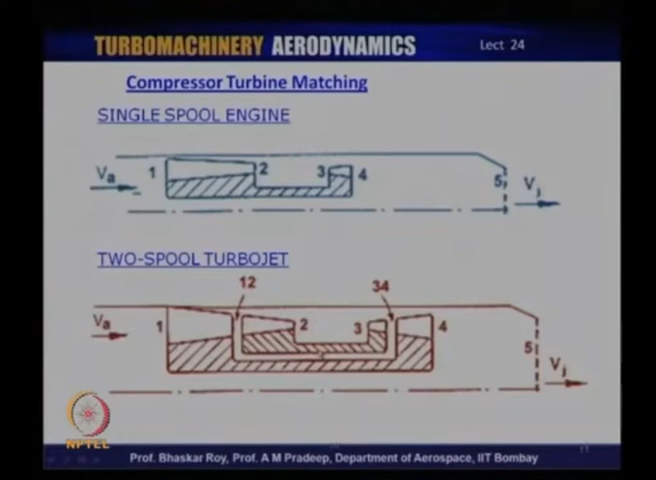 TURBOMACHINERY AERODYNAMICS
Lect 24
Compressor Turbine Matching
SINGLE SPOOL ENGINE
Va 1 2 3 4 5 Vj
TWO-SPOOL TURBOJET
12 34
Va 1 2 3 4 5 Vj
NPTEL
Prof. Bhaskar Roy, Prof. A M Pradeep, Department of Aerospace, IIT Bombay